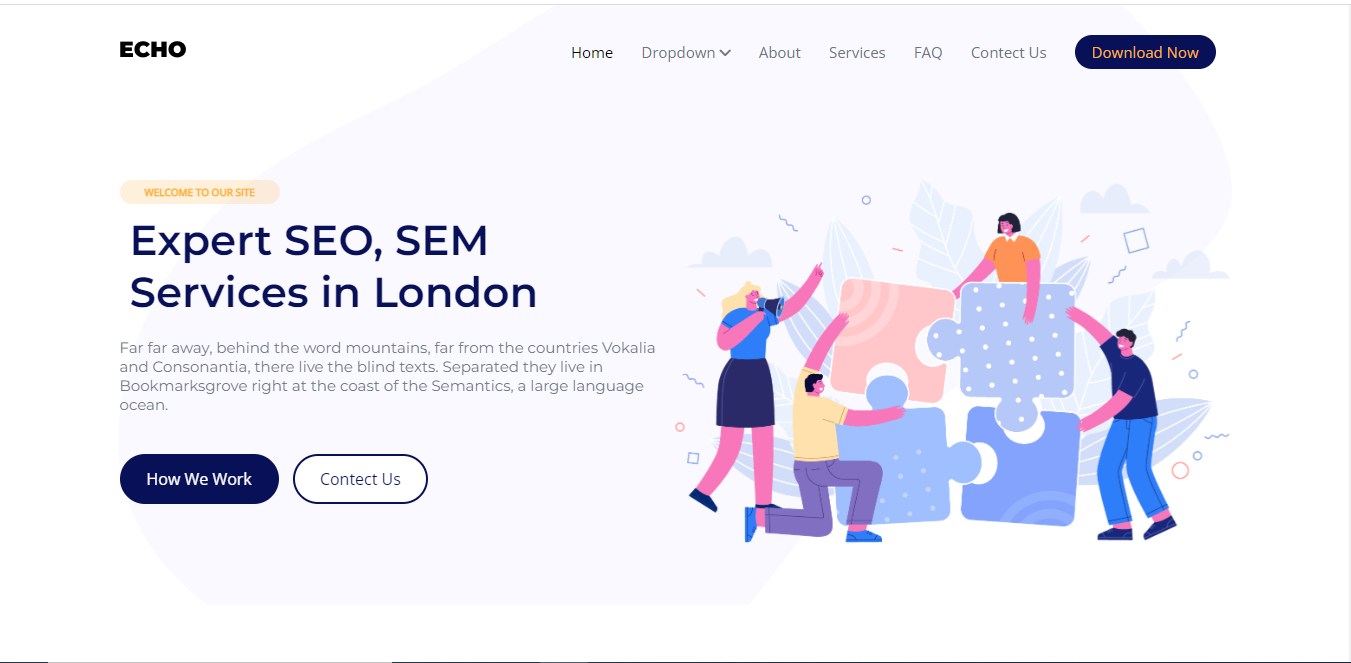 ECHO
Home Dropdown About Services FAQ Contact Us Download Now
WELCOME TO OUR SITE
Expert SEO, SEM
Services in London
Far far away, behind the word mountains, far from the countries Vokalia
and Consonantia, there live the blind texts. Separated they live in
Bookmarksgrove right at the coast of the Semantics, a large language
ocean.
How We Work Contact Us